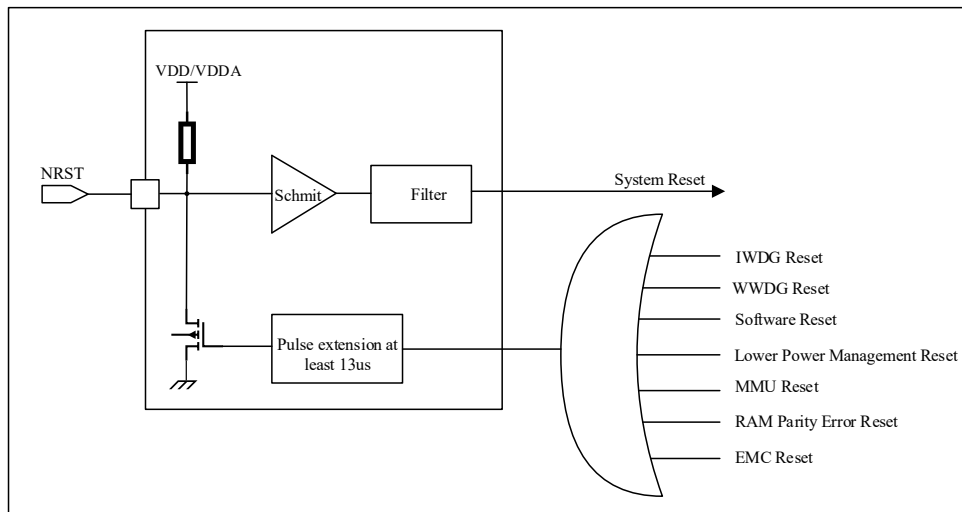 VDD/VDDA
NRST
Schmit
Filter
System Reset
IWDG Reset
WWDG Reset
Software Reset
Pulse extension at
least 13us
Lower Power Management Reset
MMU Reset
RAM Parity Error Reset
EMC Reset